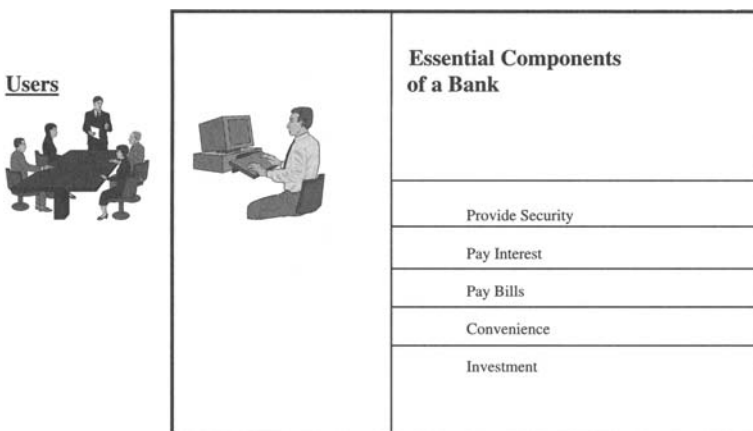 Users
Essential Components
of a Bank
Provide Security
Pay Interest
Pay Bills
Convenience
Investment